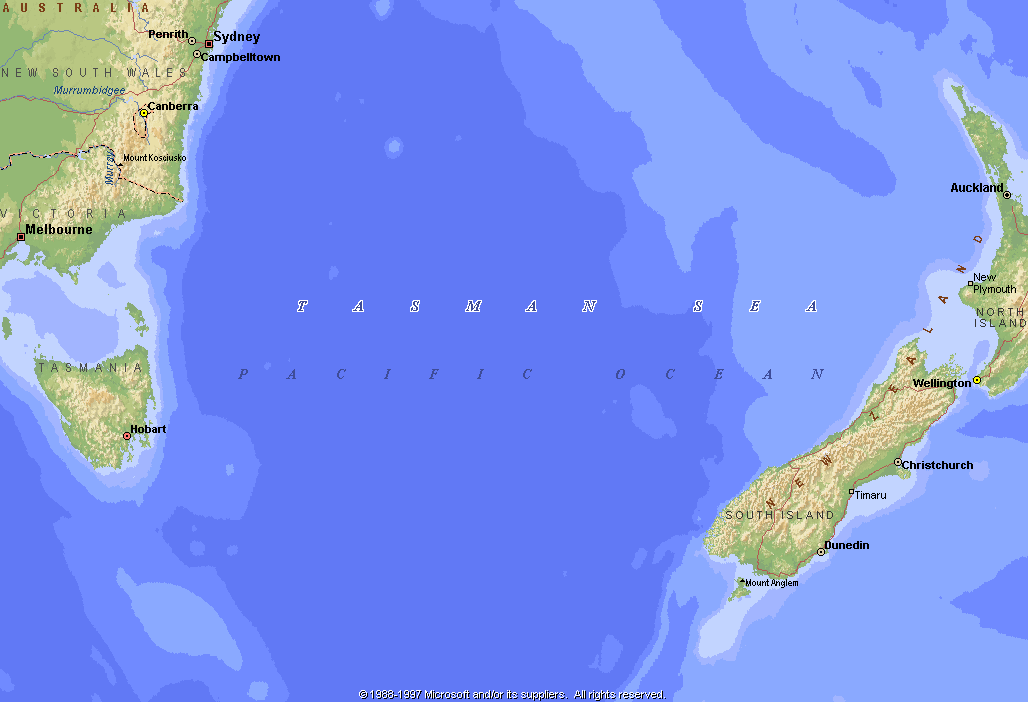 AUSTRALIA
Penrith
Sydney
Campbelltown
NEW SOUTH WALES
Murrumbidgee
Canberra
Mount Kosciusko
Murray
VICTORIA
Melbourne
Auckland
New
Plymouth
NORTH
ISLAND
TASMAN SEA
TASMANIA
PACIFIC OCEAN
Wellington
NEW ZEALAND
Hobart
Christchurch
Timaru
SOUTH ISLAND
Dunedin
Mount Anglem
© 1988-1997 Microsoft and/or its suppliers. All rights reserved.